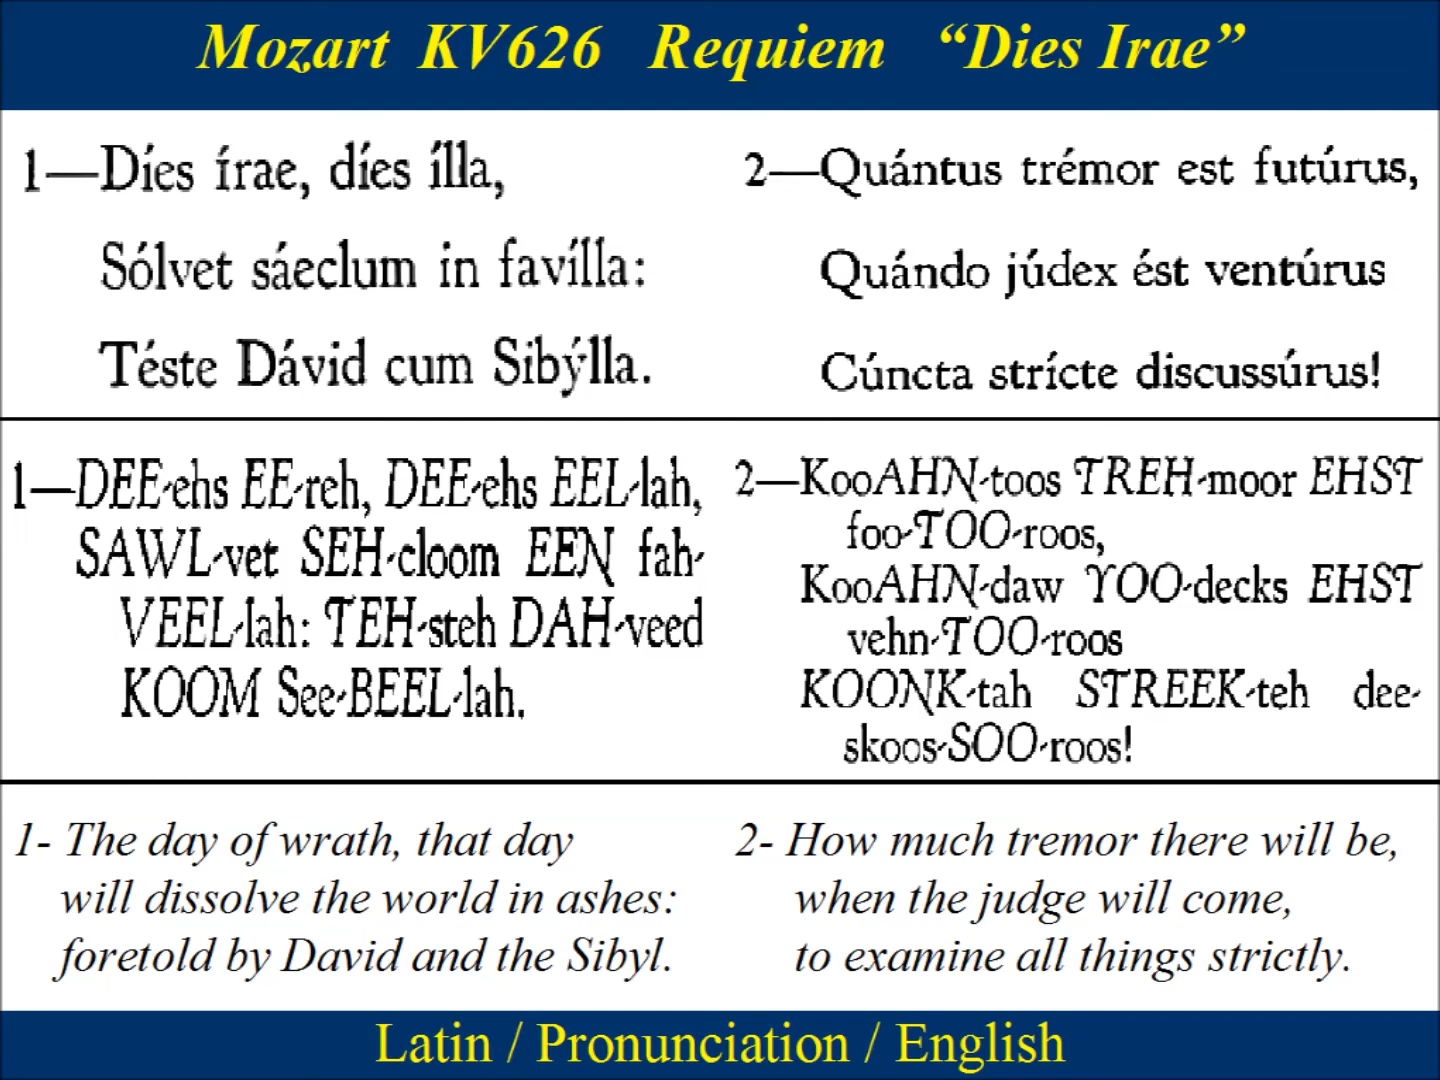 Mozart KV626 Requiem “Dies Irae”
1—Díes írae, díes ílla,
Sólvet sáeclum in favílla:
Téste Dávid cum Sibýlla.
2—Quántus trémor est futúrus,
Quándo júdex ést ventúrus
Cúncta strícte discussúrus!
1—DEE-ehs EE-reh, DEE-ehs EEL-lah,
SAWL-vet SEH-cloom EEN fah-
VEEL-lah: TEH-steh DAH-veed
KOOM See-BEEL-lah.
2—KooAHN-toos TREH-moor EHST
foo-TOO-roos,
KooAHN-daw YOO-decks EHST
vehn-TOO-roos
KOONK-tah STREEK-teh dee-
skoos-SOO-roos!
1- The day of wrath, that day
will dissolve the world in ashes:
foretold by David and the Sibyl.
2- How much tremor there will be,
when the judge will come,
to examine all things strictly.
Latin / Pronunciation / English